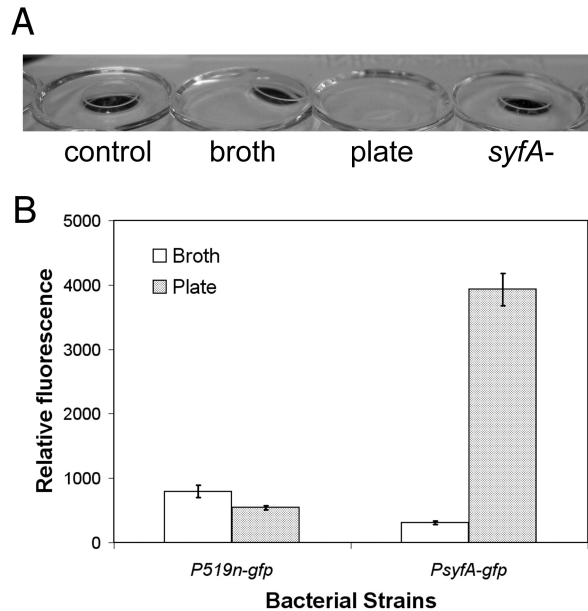 A
control broth plate syfA-
B
5000
4000
3000
2000
1000
0
Relative fluorescence
Broth
Plate
P519n-gfp PsyfA-gfp
Bacterial Strains